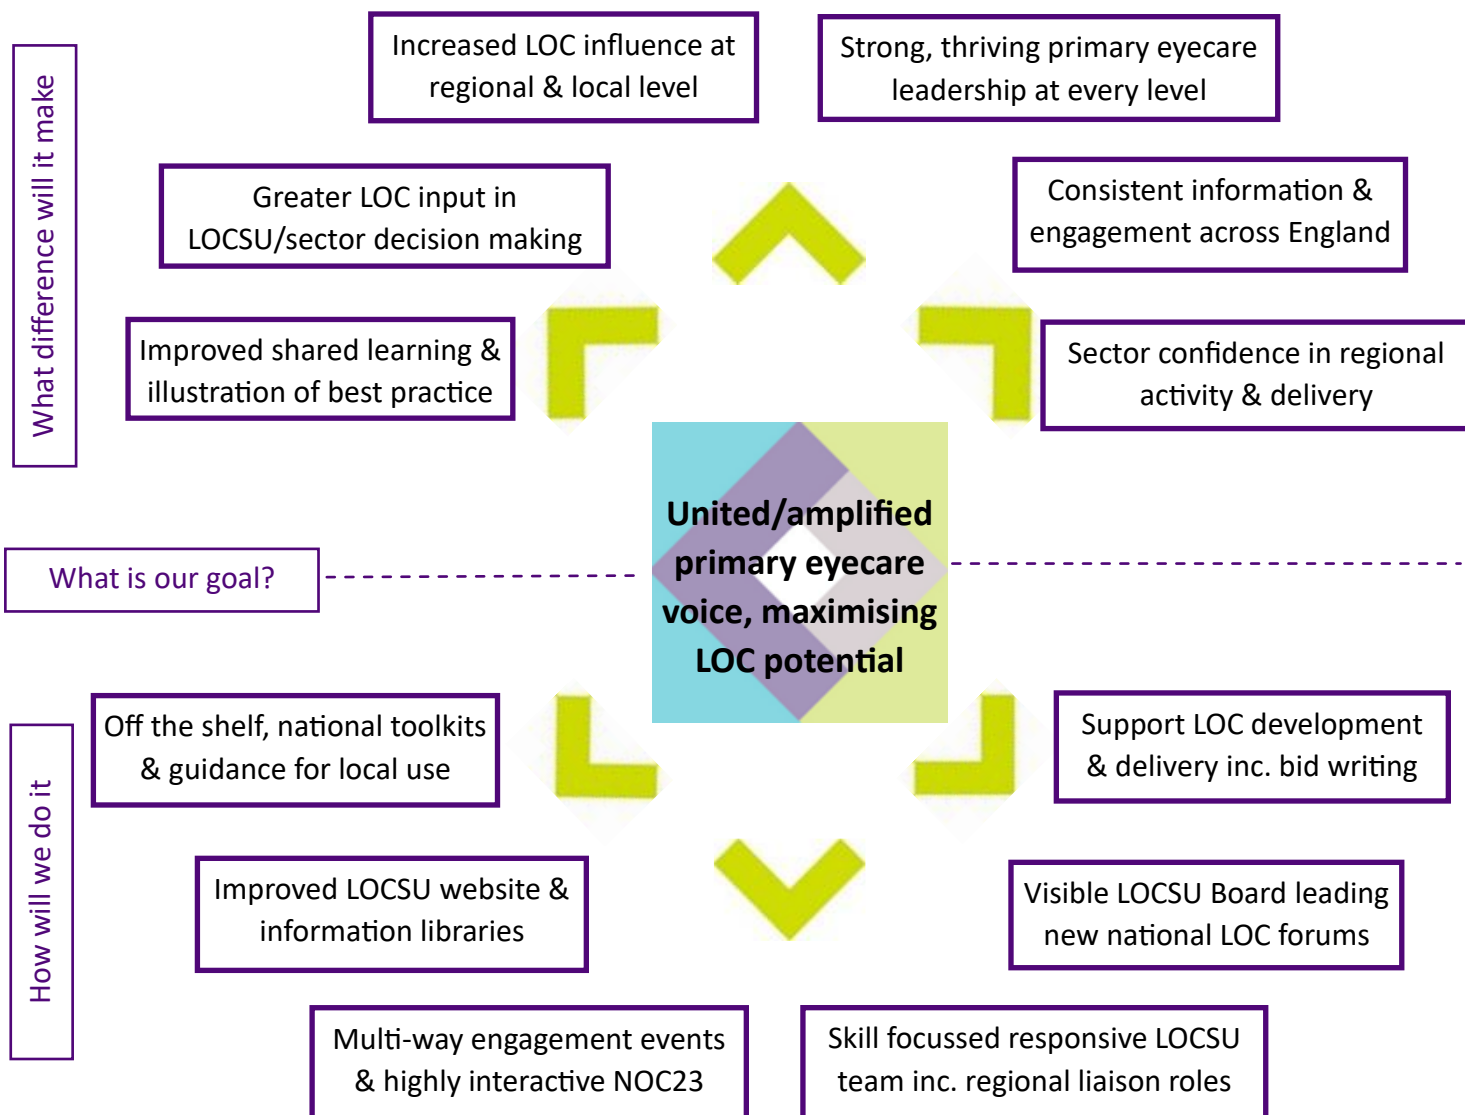 What difference will it make
Increased LOC influence at
regional & local level
Strong, thriving primary eyecare
leadership at every level
Greater LOC input in
LOCSU/sector decision making
Consistent information &
engagement across England
Improved shared learning &
illustration of best practice
Sector confidence in regional
activity & delivery
What is our goal?
United/amplified
primary eyecare
voice, maximising
LOC potential
How will we do it
Off the shelf, national toolkits
& guidance for local use
Support LOC development
& delivery inc. bid writing
Improved LOCSU website &
information libraries
Visible LOCSU Board leading
new national LOC forums
Multi-way engagement events
& highly interactive NOC23
Skill focussed responsive LOCSU
team inc. regional liaison roles